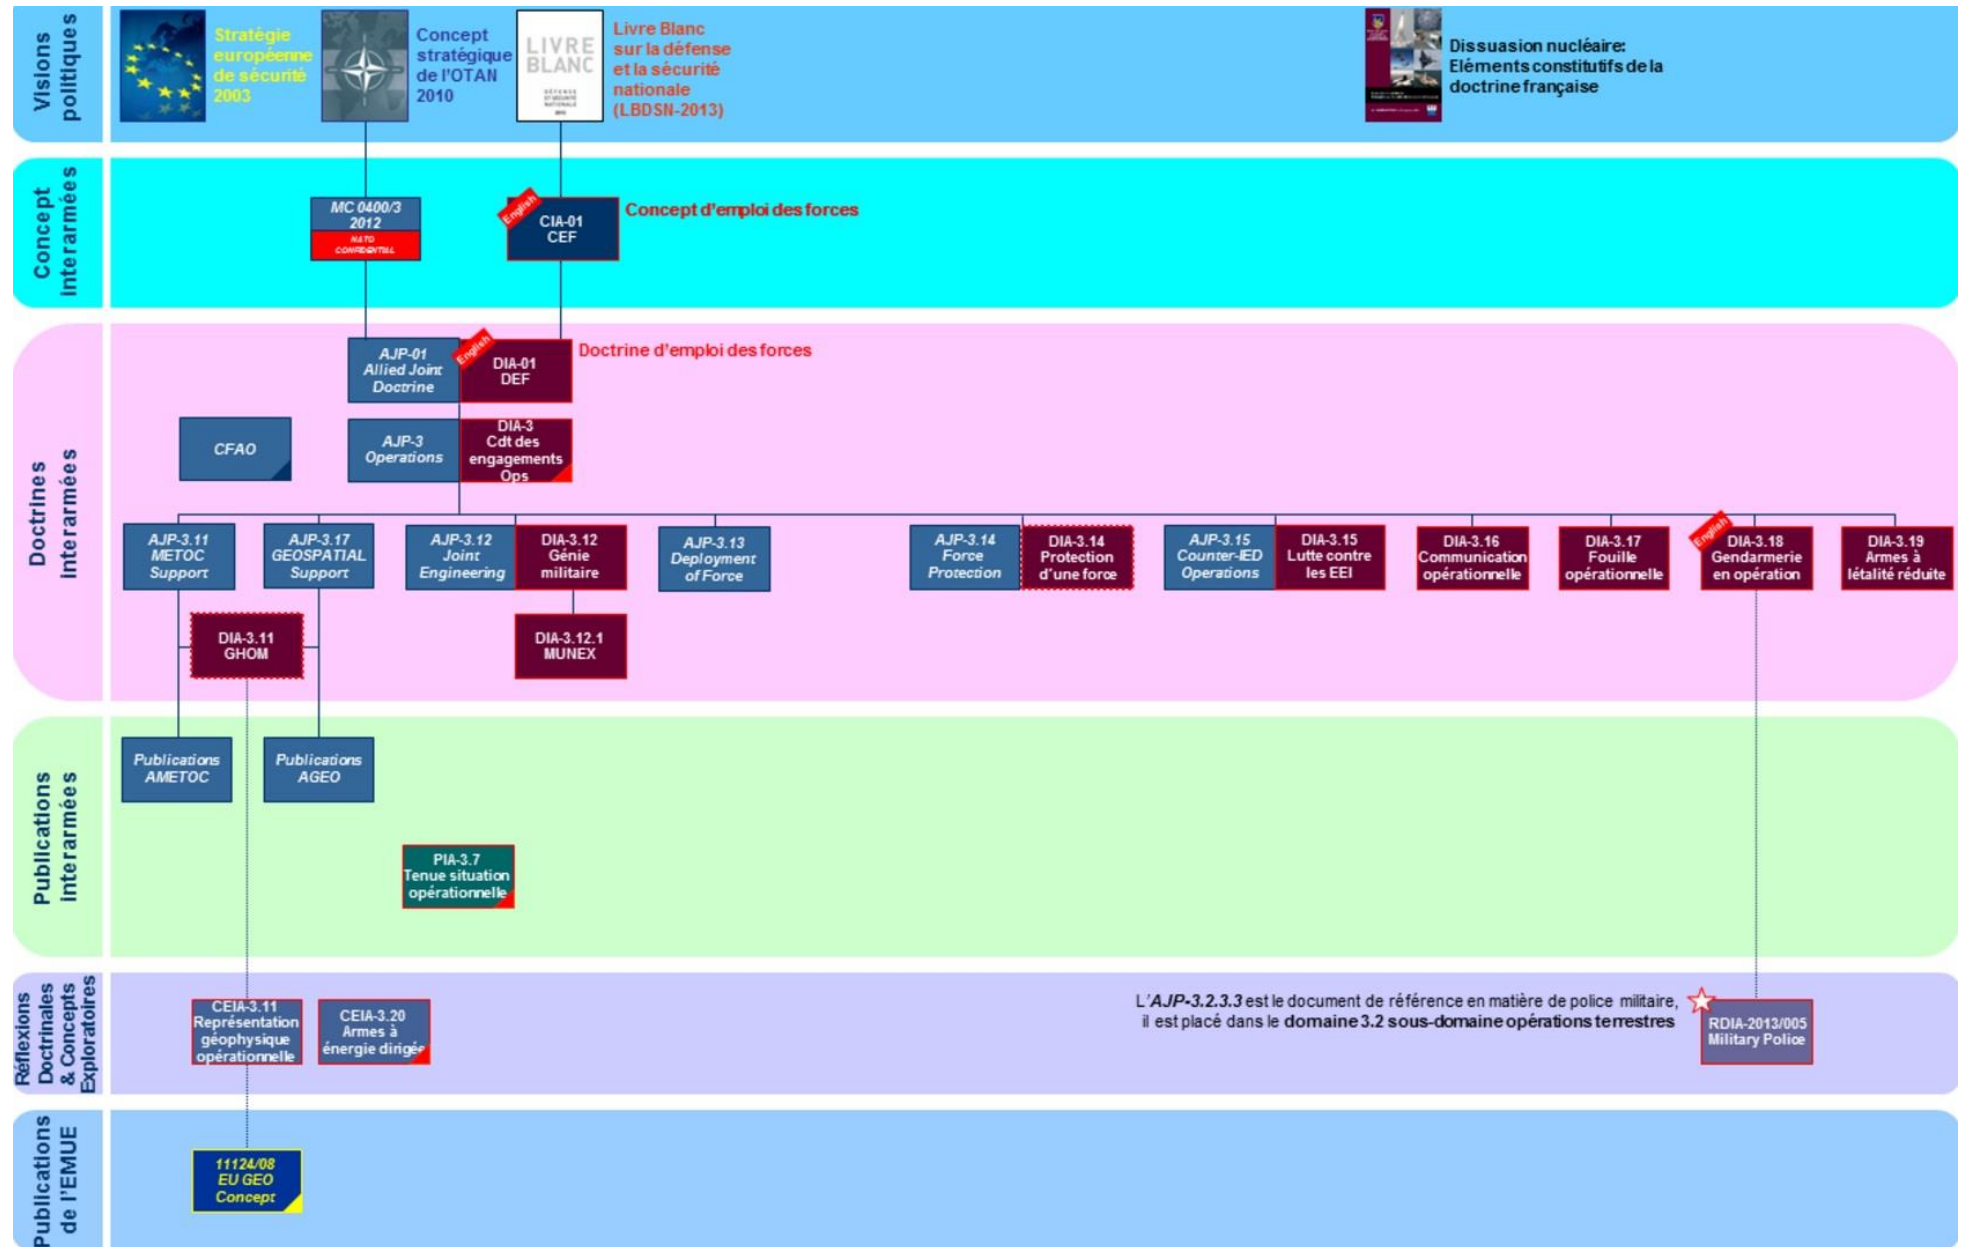 Visions
politiques
Stratégie
européenne
de sécurité
2003
Concept
stratégique
de l'OTAN
2010
LIVRE
BLANC
DÉFENSE
ET SÉCURITÉ
NATIONALE
Livre Blanc
sur la défense
et la sécurité
nationale
(LBDSN-2013)
Dissuasion nucléaire:
Eléments constitutifs de la
doctrine française
Concept
interarmées
MC 0400/3
2012
NATO
CONFIDENTIAL
English
CIA-01
CEF
Concept d'emploi des forces
Doctrines
interarmées
AJP-01
Allied Joint
Doctrine
English
DIA-01
DEF
Doctrine d'emploi des forces
CFAO
AJP-3
Operations
DIA-3
Cdt des
engagements
Ops
AJP-3.11
METOC
Support
AJP-3.17
GEOSPATIAL
Support
AJP-3.12
Joint
Engineering
DIA-3.12
Génie
militaire
AJP-3.13
Deployment
of Force
AJP-3.14
Force
Protection
DIA-3.14
Protection
d'une force
AJP-3.15
Counter-IED
Operations
DIA-3.15
Lutte contre
les EEI
DIA-3.16
Communication
opérationnelle
DIA-3.17
Fouille
opérationnelle
English
DIA-3.18
Gendarmerie
en opération
DIA-3.19
Armes à
létalité réduite
DIA-3.11
GHOM
DIA-3.12.1
MUNEX
Publications
interarmées
Publications
AMETOC
Publications
AGEO
PIA-3.7
Tenue situation
opérationnelle
Réflexions
Doctrinales
& Concepts
Exploratoires
CEIA-3.11
Représentation
géophysique
opérationnelle
CEIA-3.20
Armes à
énergie dirigée
L'AJP-3.2.3.3 est le document de référence en matière de police militaire,
il est placé dans le domaine 3.2 sous-domaine opérations terrestres
RDIA-2013/005
Military Police
Publications
de l'EMUE
11124/08
EU GEO
Concept